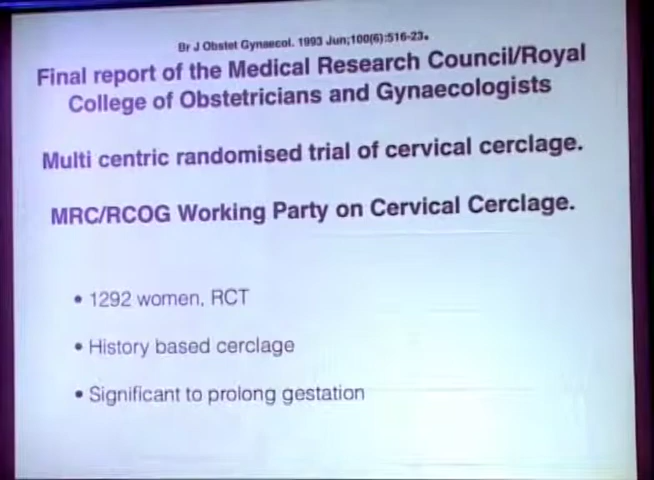 Br J Obstet Gynaecol. 1993 Jun;100(6):516-23.
Final report of the Medical Research Council/Royal
College of Obstetricians and Gynaecologists
Multi centric randomised trial of cervical cerclage.
MRC/RCOG Working Party on Cervical Cerclage.
• 1292 women, RCT
• History based cerclage
• Significant to prolong gestation